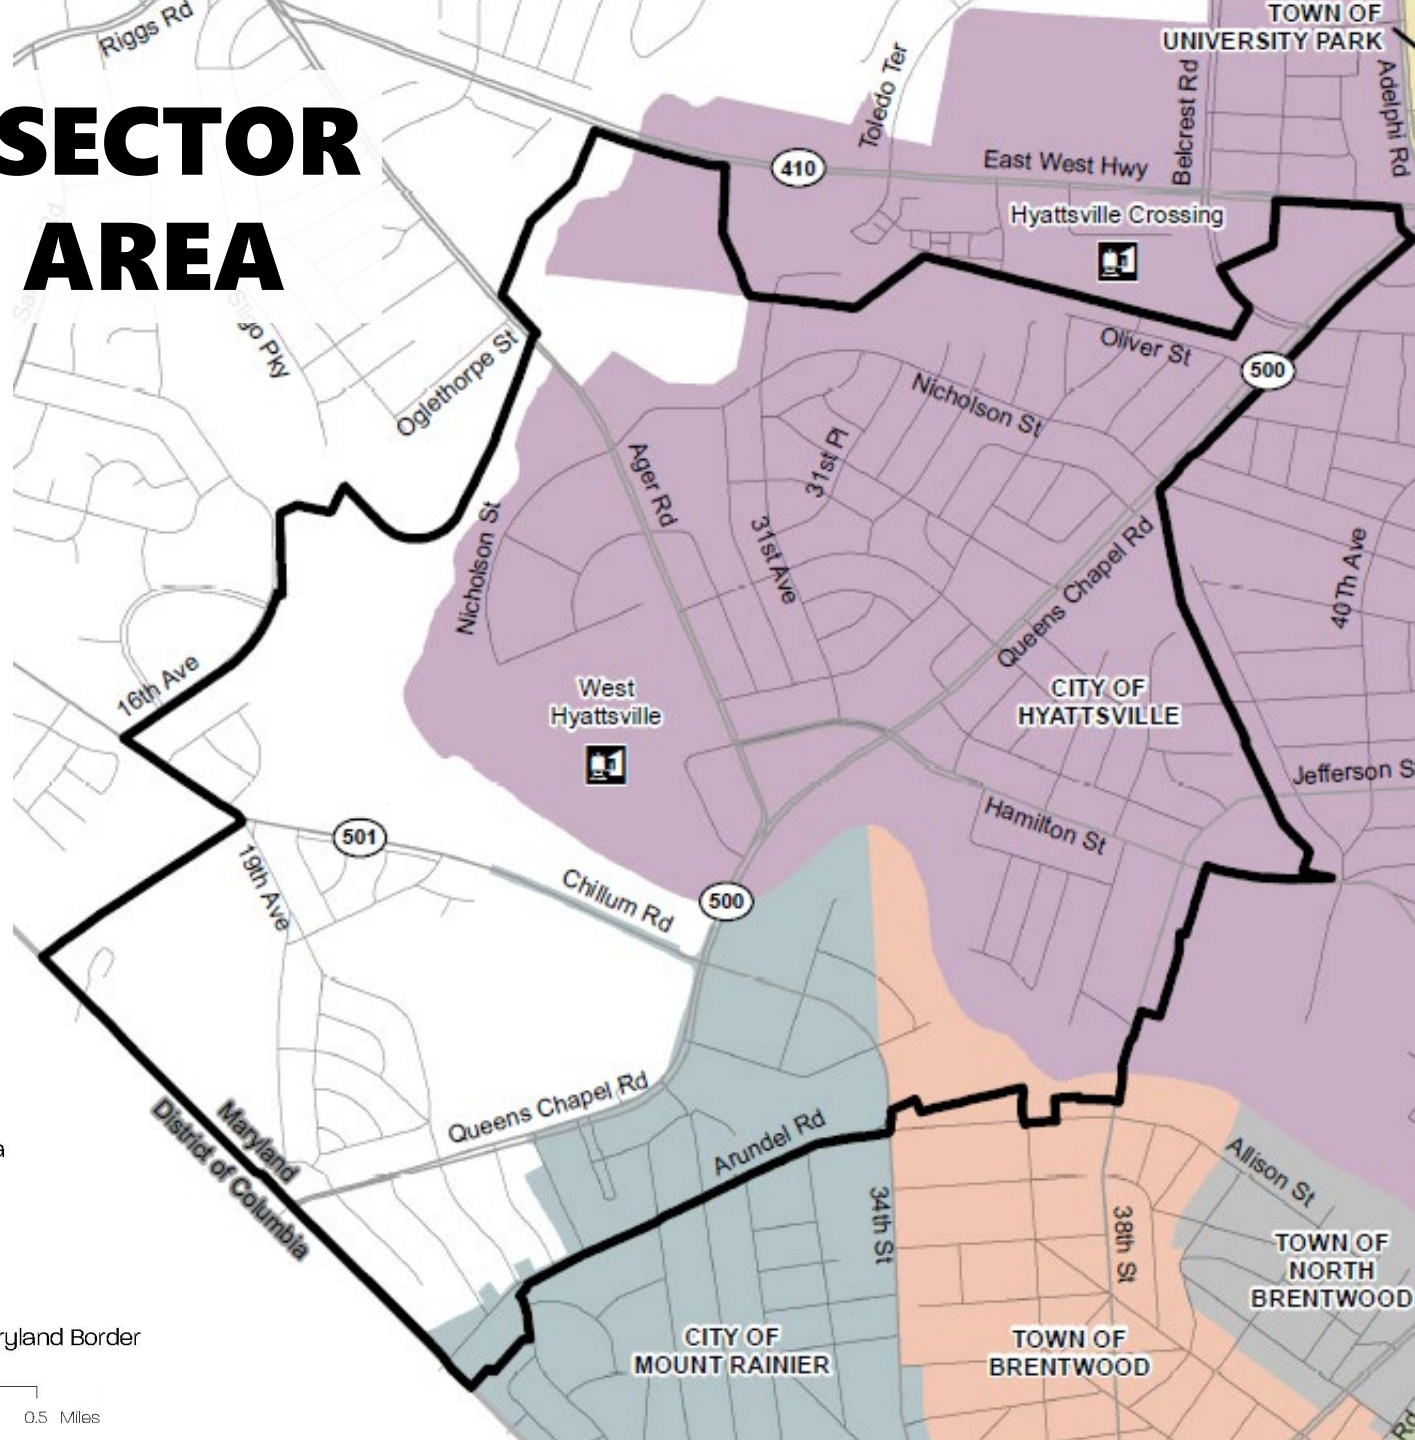 TOWN OF
UNIVERSITY PARK
Riggs Rd
Toledo Ter
Belcrest Rd
Adelphi Rd
SECTOR
AREA
410
East West Hwy
Hyattsville Crossing
Oglethorpe St
Oliver St
500
Nicholson St
31st Pl
Ager Rd
Nicholson St
31st Ave
Queens Chapel Rd
40Th Ave
16th Ave
West
Hyattsville
CITY OF
HYATTSVILLE
Jefferson S
501
Hamilton St
19th Ave
Chillum Rd
500
Queens Chapel Rd
Maryland
District of Columbia
Arundel Rd
Allison St
34th St
38th St
TOWN OF
NORTH
BRENTWOOD
CITY OF
MOUNT RAINIER
TOWN OF
BRENTWOOD
ryland Border
0.5 Miles
Rd